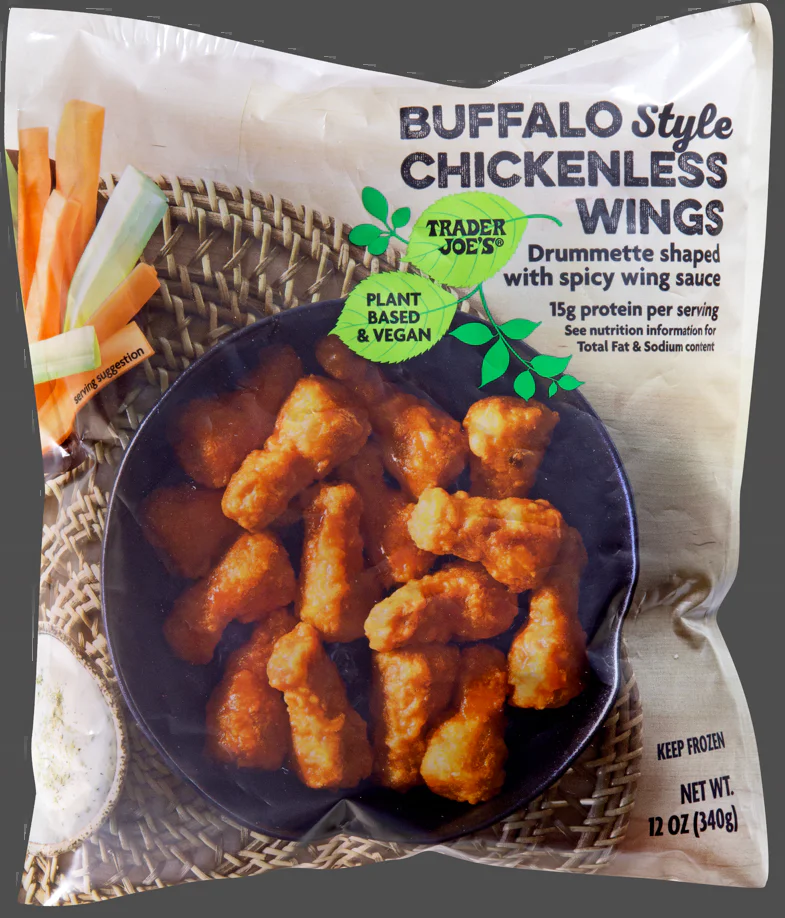 BUFFALO Style
CHICKENLESS
WINGS
TRADER
JOE'S®
Drummette shaped
with spicy wing sauce
PLANT
BASED
& VEGAN
15g protein per serving
See nutrition information for
Total Fat & Sodium content
serving suggestion
KEEP FROZEN
NET WT.
12 OZ (340g)